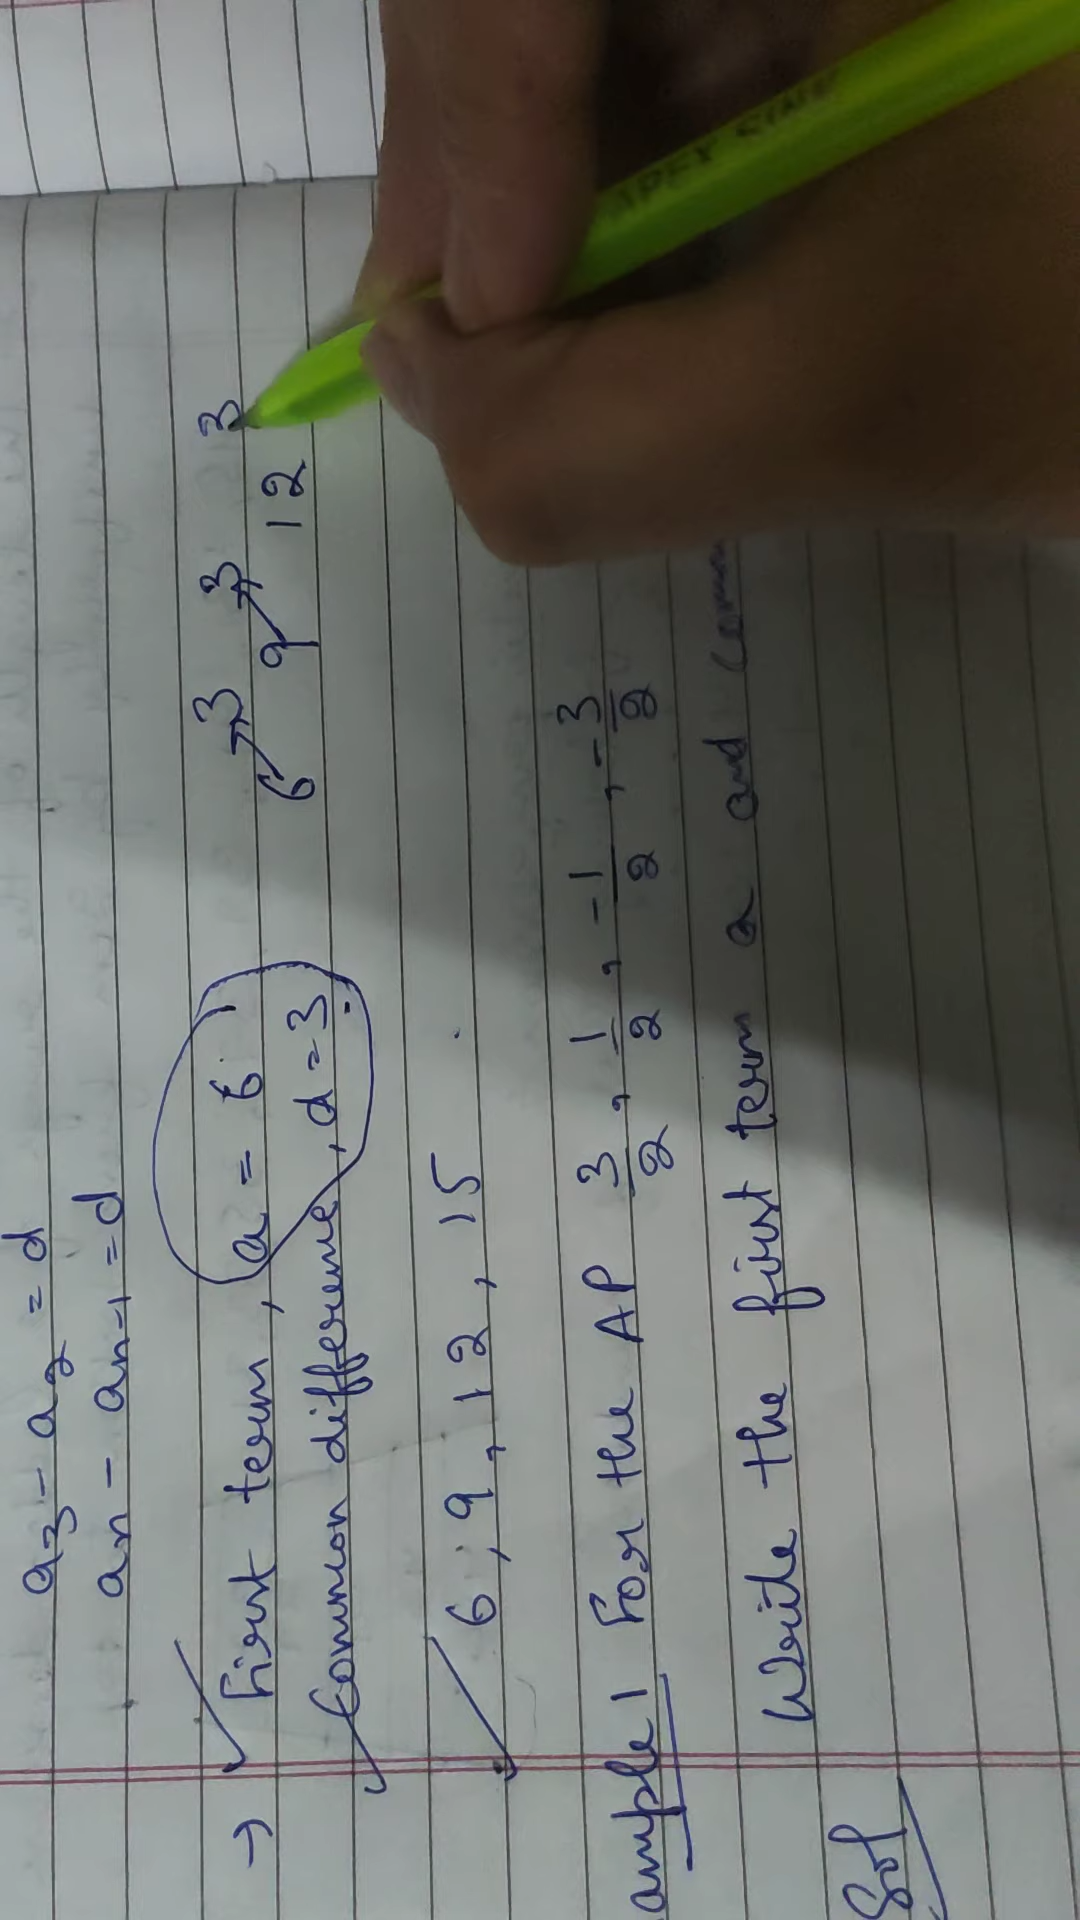 a3 - a2 = d
an - an-1 = d
→ First term, a = 6
Common difference, d = 3
6 3 9 3 12 3
6, 9, 12, 15
ample 1 For the AP 3/2, 1/2, -1/2, -3/2
Write the first term a and com
Sol
APEX